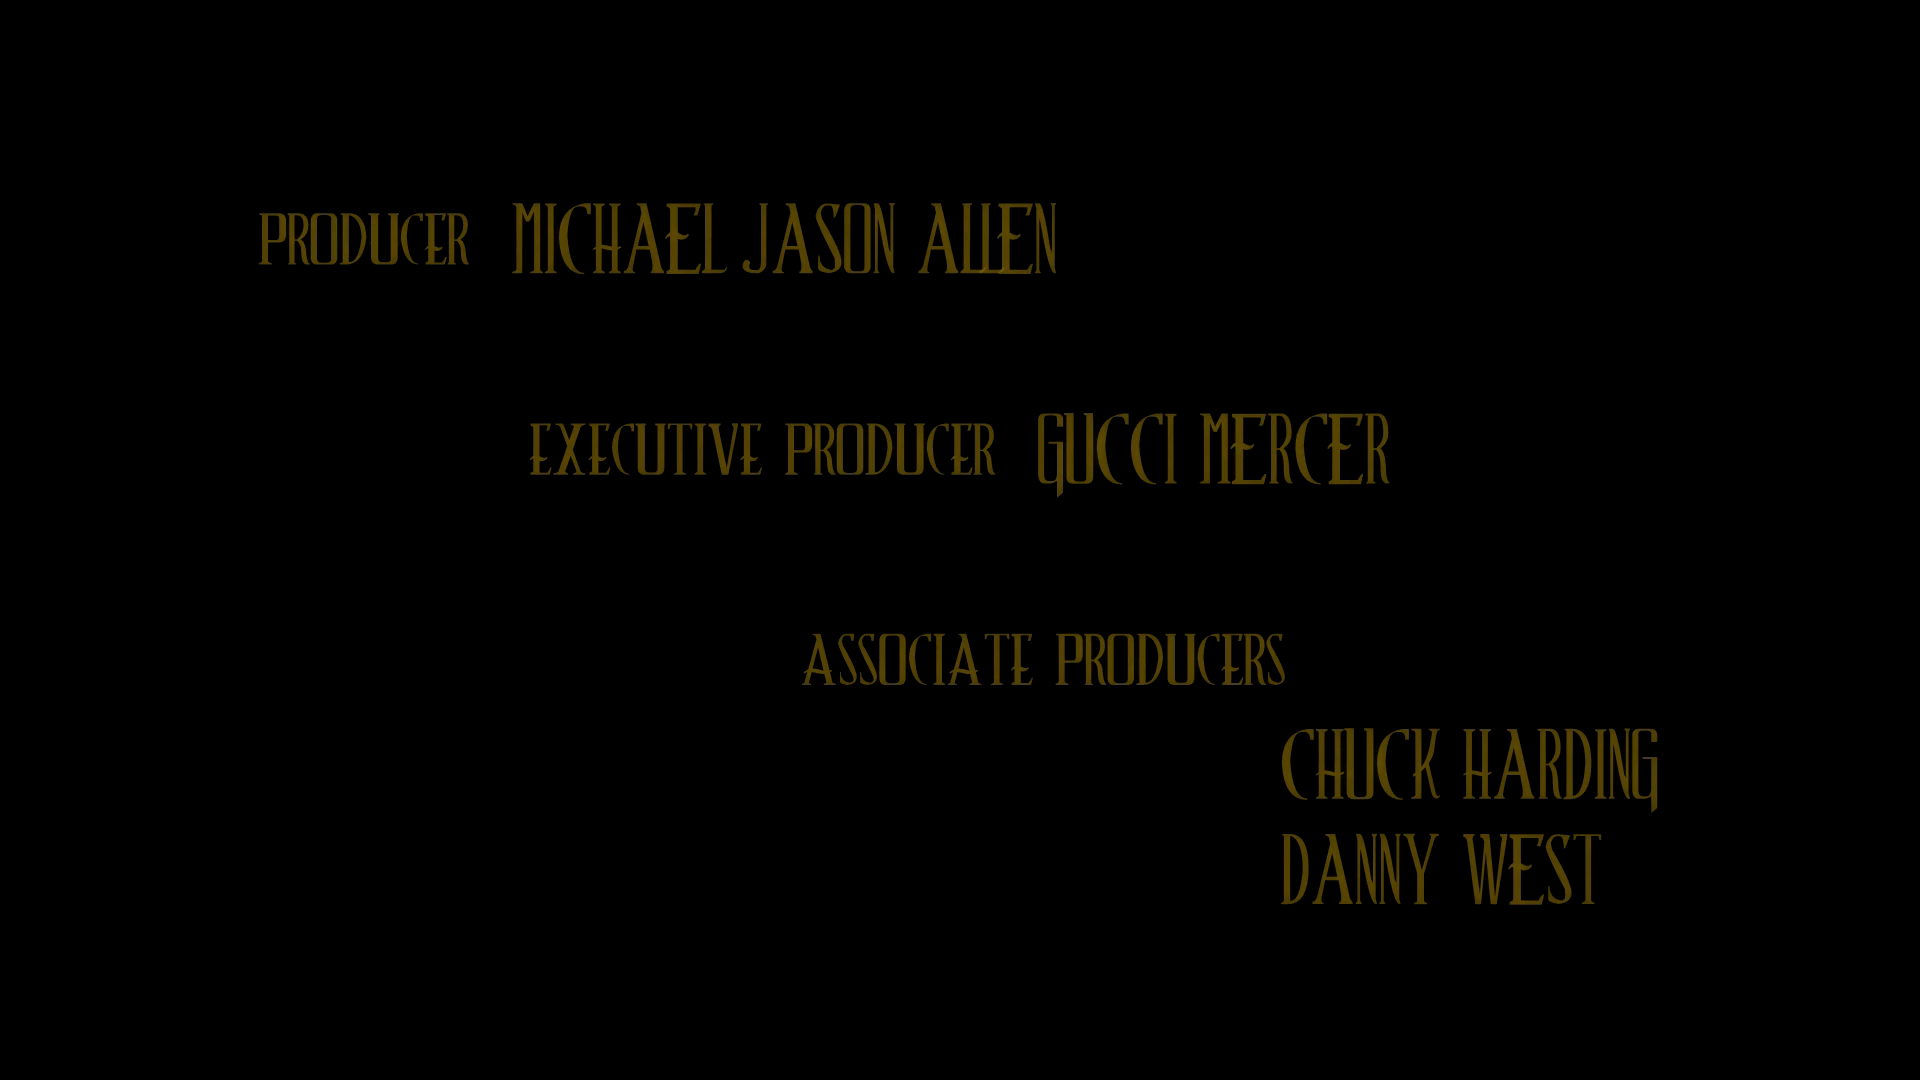 PRODUCER MICHAEL JASON ALLEN
EXECUTIVE PRODUCER GUCCI MERCER
ASSOCIATE PRODUCERS
CHUCK HARDING
DANNY WEST